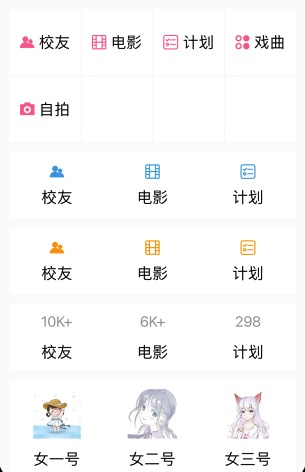 校友 电影 计划 戏曲
自拍
校友 电影 计划
校友 电影 计划
10K+ 6K+ 298
校友 电影 计划
女一号 女二号 女三号